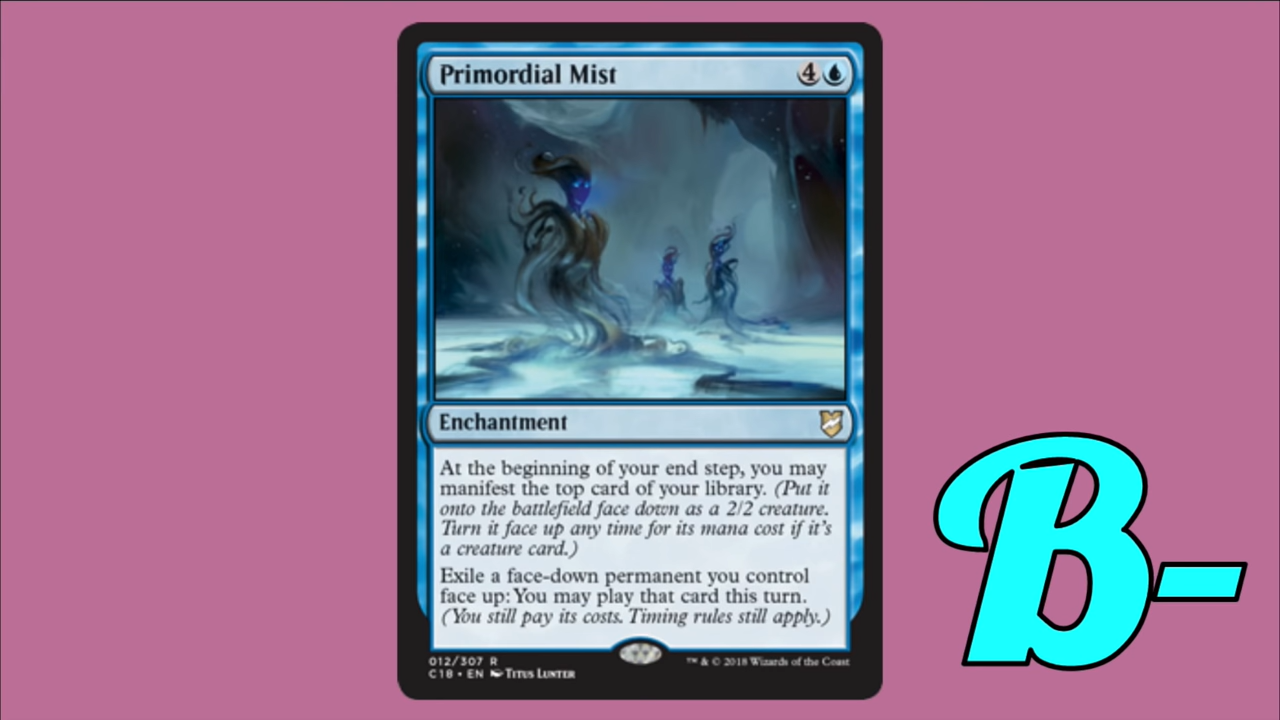 Primordial Mist 4
Enchantment
At the beginning of your end step, you may
manifest the top card of your library. (Put it
onto the battlefield face down as a 2/2 creature.
Turn it face up any time for its mana cost if it's
a creature card.)
Exile a face-down permanent you control
face up: You may play that card this turn.
(You still pay its costs. Timing rules still apply.)
012/307 R
C18 • EN Titus Lunter
™ & © 2018 Wizards of the Coast
B-